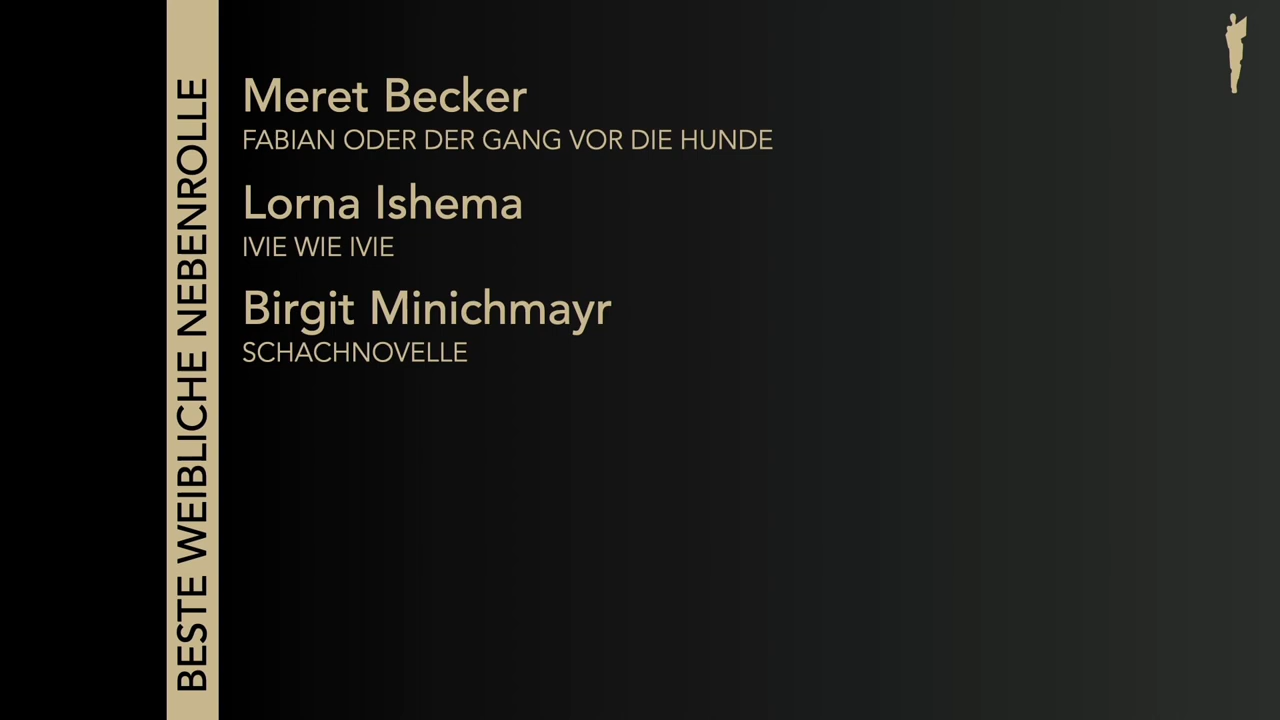 BESTE WEIBLICHE NEBENROLLE
Meret Becker
FABIAN ODER DER GANG VOR DIE HUNDE
Lorna Ishema
IVIE WIE IVIE
Birgit Minichmayr
SCHACHNOVELLE